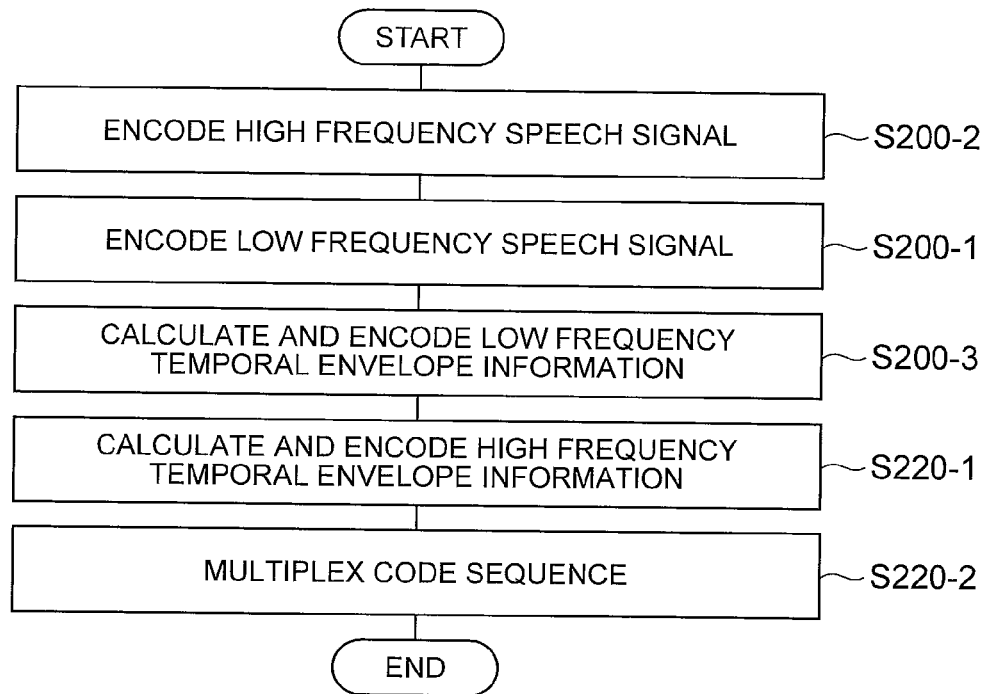 START
ENCODE HIGH FREQUENCY SPEECH SIGNAL
S200-2
ENCODE LOW FREQUENCY SPEECH SIGNAL
S200-1
CALCULATE AND ENCODE LOW FREQUENCY
TEMPORAL ENVELOPE INFORMATION
S200-3
CALCULATE AND ENCODE HIGH FREQUENCY
TEMPORAL ENVELOPE INFORMATION
S220-1
MULTIPLEX CODE SEQUENCE
S220-2
END